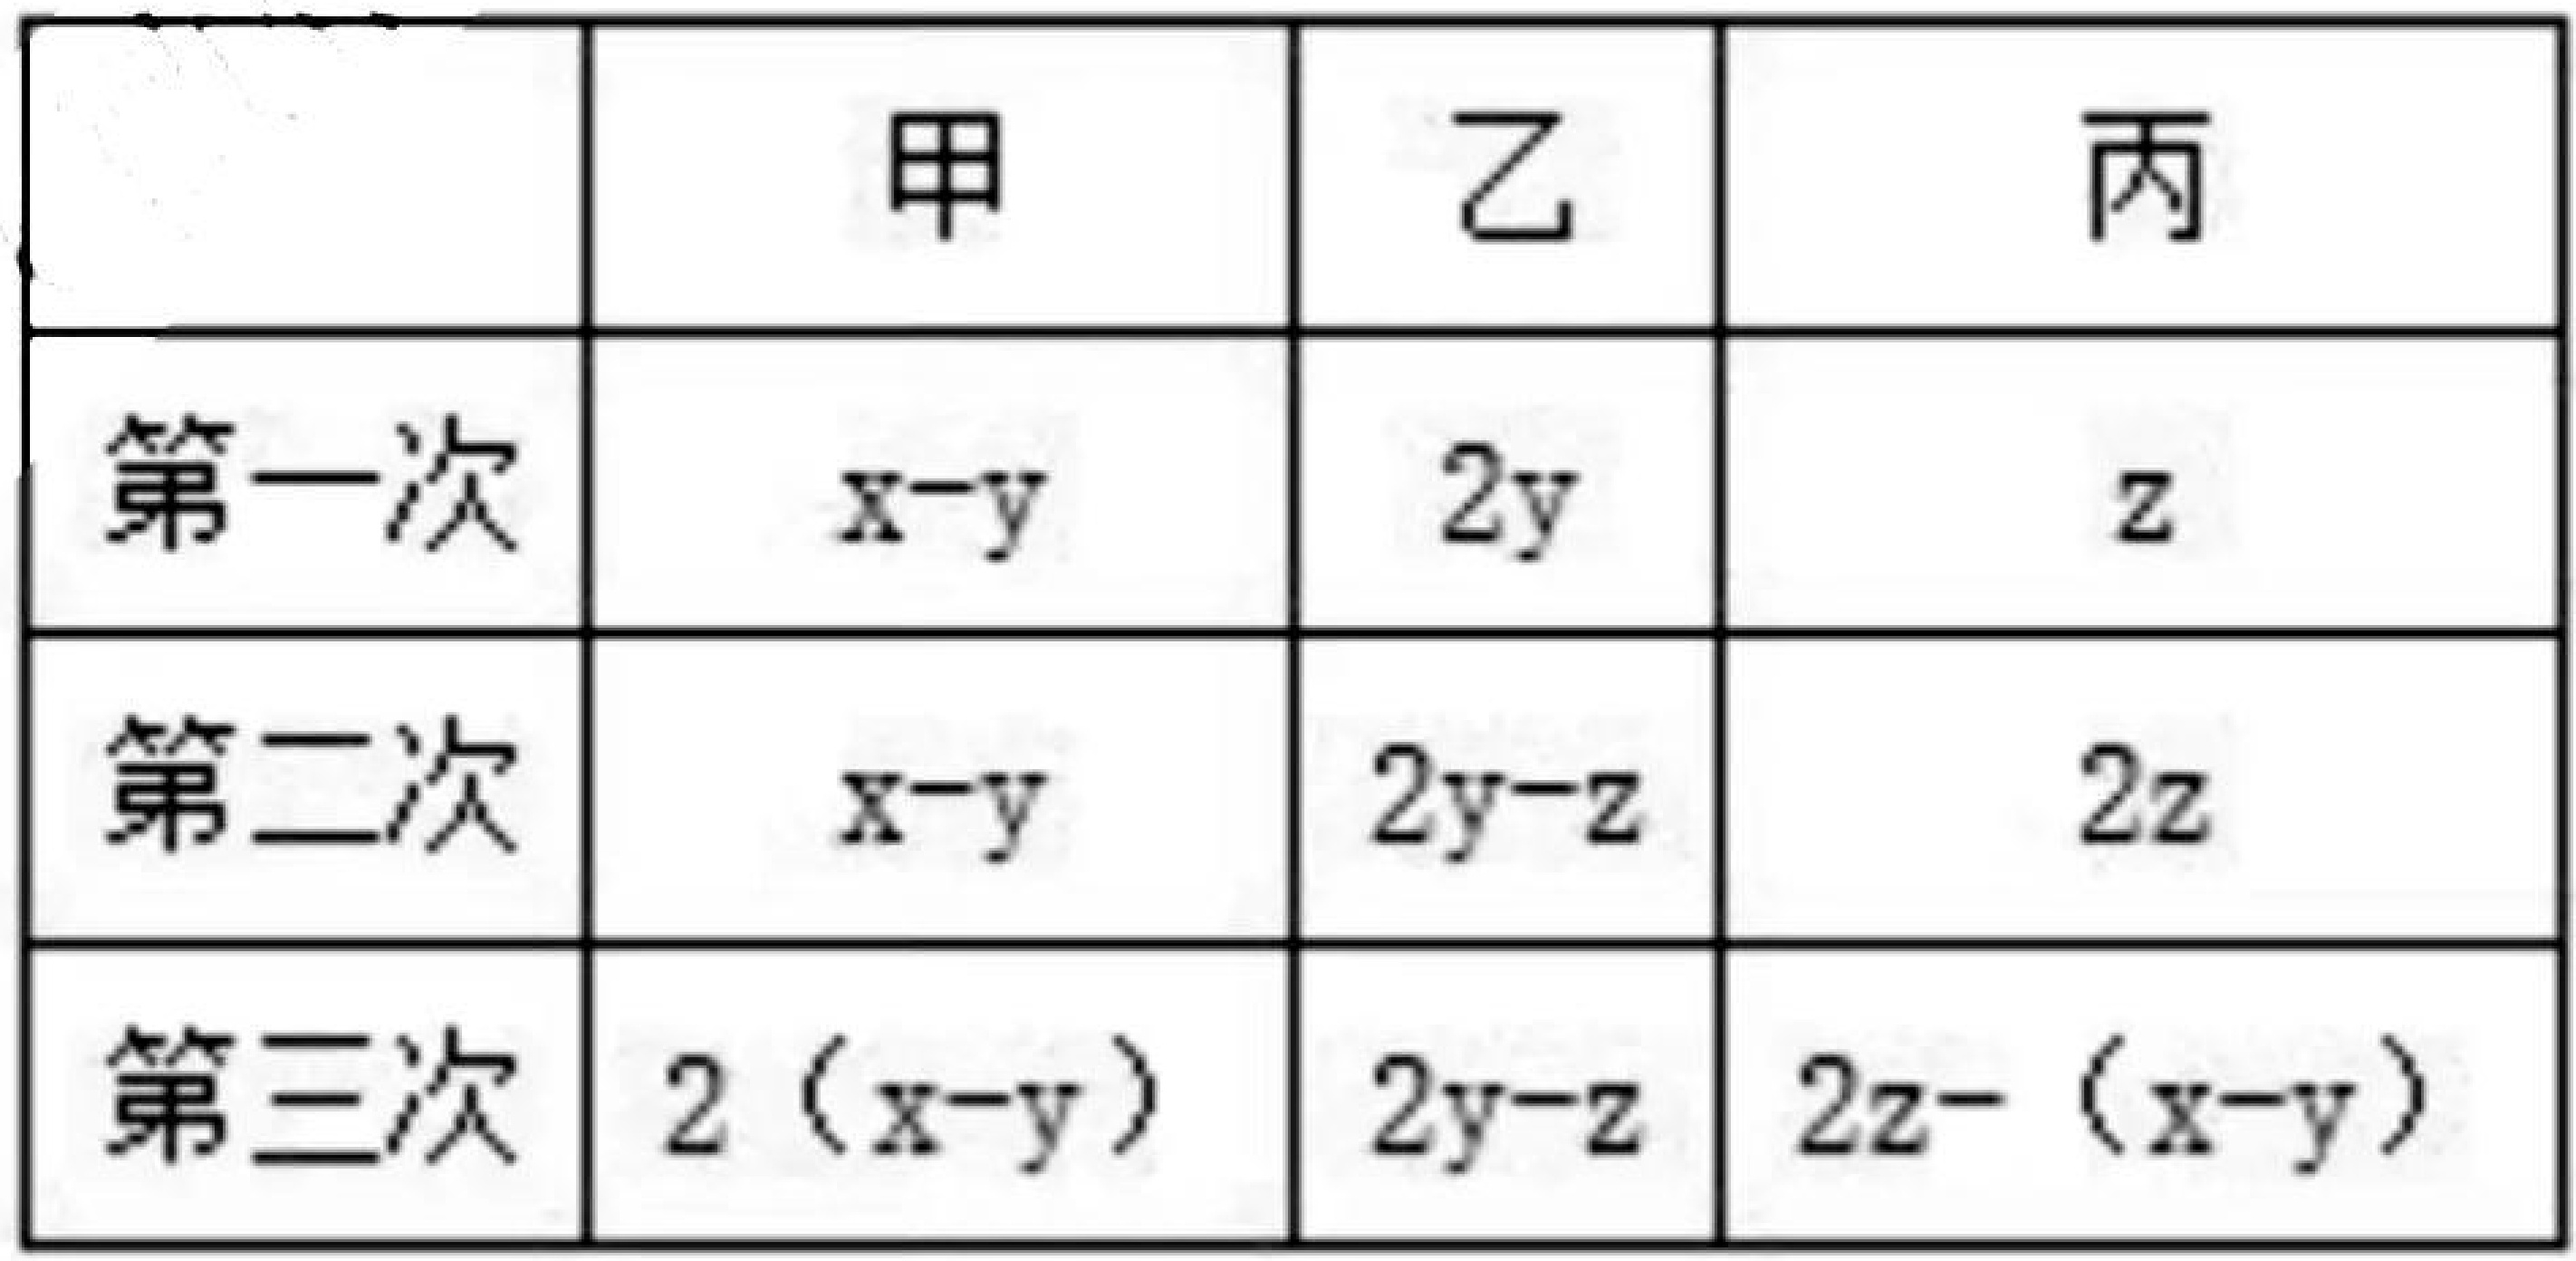 甲 乙 丙
第一次 x-y 2y z
第二次 x-y 2y-z 2z
第三次 2（x-y） 2y-z 2z-（x-y）